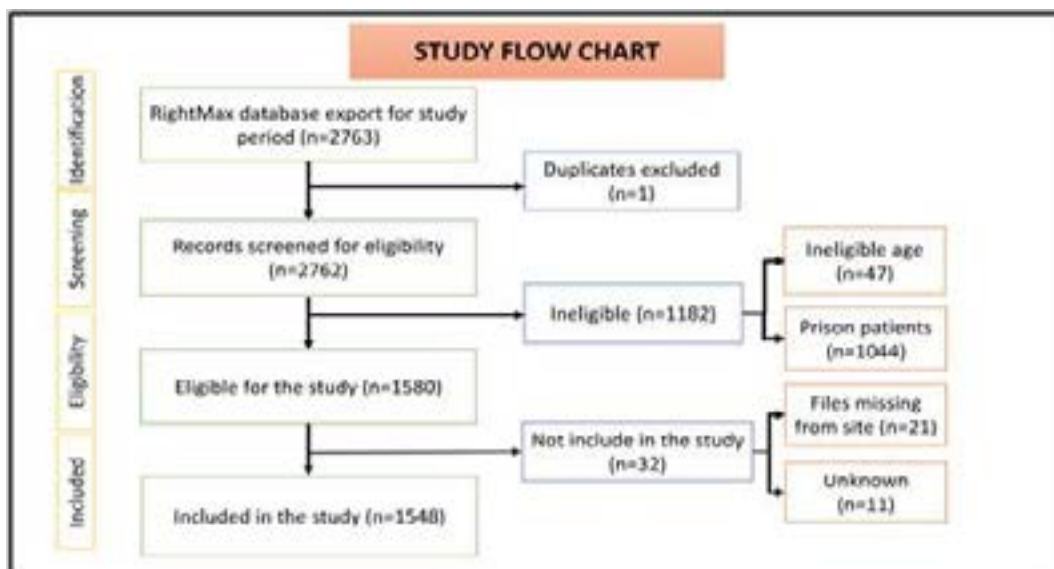 STUDY FLOW CHART
Identification
RightMax database export for study
period (n=2763)
Duplicates excluded
(n=1)
Screening
Records screened for eligibility
(n=2762)
Ineligible (n=1182)
Ineligible age
(n=47)
Prison patients
(n=1044)
Eligibility
Eligible for the study (n=1580)
Not include in the study
(n=32)
Files missing
from site (n=21)
Unknown
(n=11)
Included
Included in the study (n=1548)